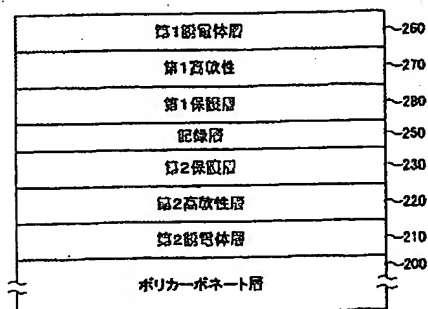 第1誘電体層
260
第1高放性
270
第1保護層
280
記録層
250
第2保護層
230
第2高放性層
220
第2誘電体層
210
200
ポリカーボネート層